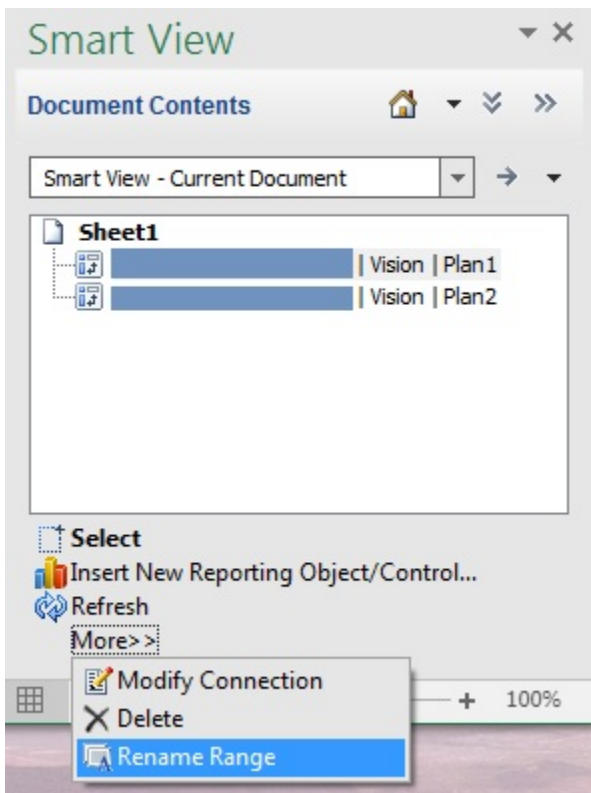 Smart View
Document Contents
Smart View - Current Document
Sheet1
| Vision | Plan1
| Vision | Plan2
Select
Insert New Reporting Object/Control...
Refresh
More>>
Modify Connection
100%
Delete
Rename Range